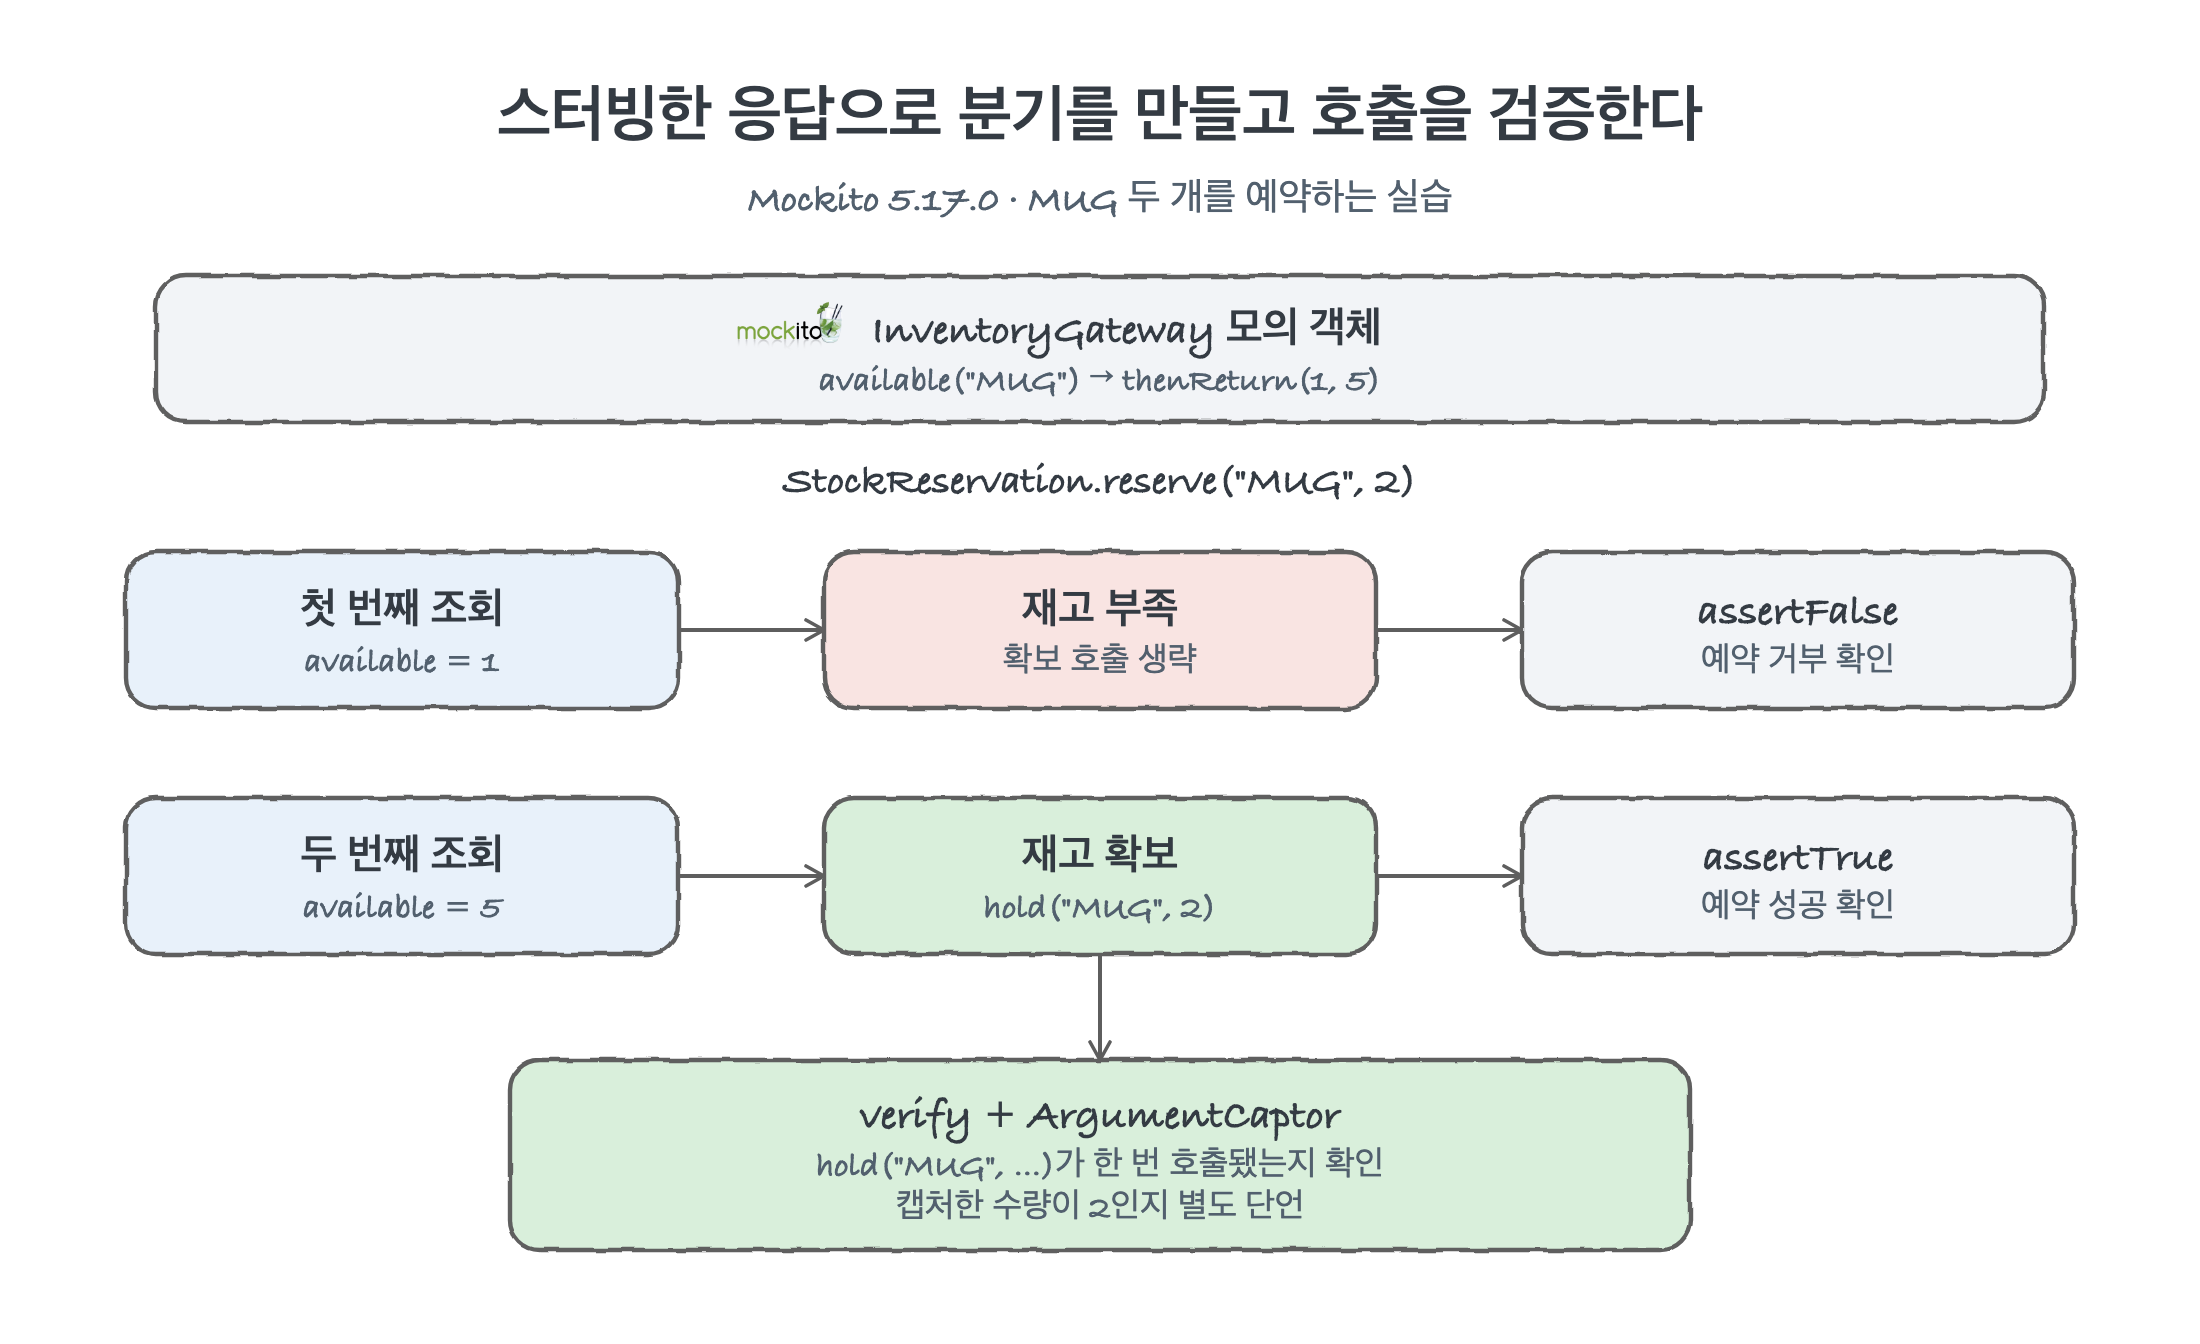 스터빙한 응답으로 분기를 만들고 호출을 검증한다
Mockito 5.17.0 · MUG 두 개를 예약하는 실습
mockito InventoryGateway 모의 객체
available("MUG") → thenReturn(1, 5)
StockReservation.reserve("MUG", 2)
첫 번째 조회
available = 1
재고 부족
확보 호출 생략
assertFalse
예약 거부 확인
두 번째 조회
available = 5
재고 확보
hold("MUG", 2)
assertTrue
예약 성공 확인
verify + ArgumentCaptor
hold("MUG", ...)가 한 번 호출됐는지 확인
캡처한 수량이 2인지 별도 단언